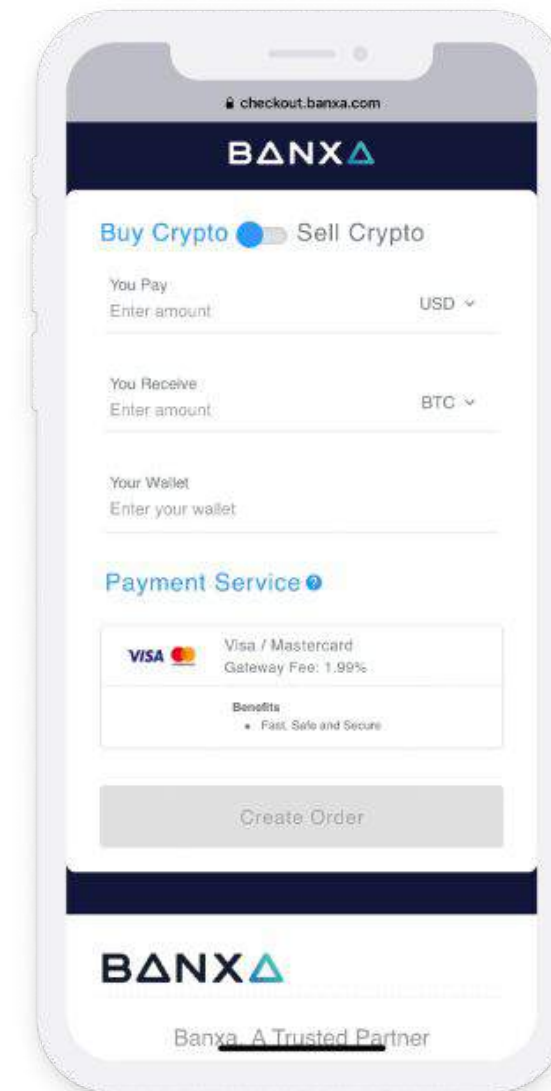 checkout.banxa.com
BANXA
Buy Crypto Sell Crypto
You Pay
Enter amount USD
You Receive
Enter amount BTC
Your Wallet
Enter your wallet
Payment Service ?
VISA Visa / Mastercard
Gateway Fee: 1.99%
Benefits
• Fast, Safe and Secure
Create Order
BANXA
Banxa, A Trusted Partner